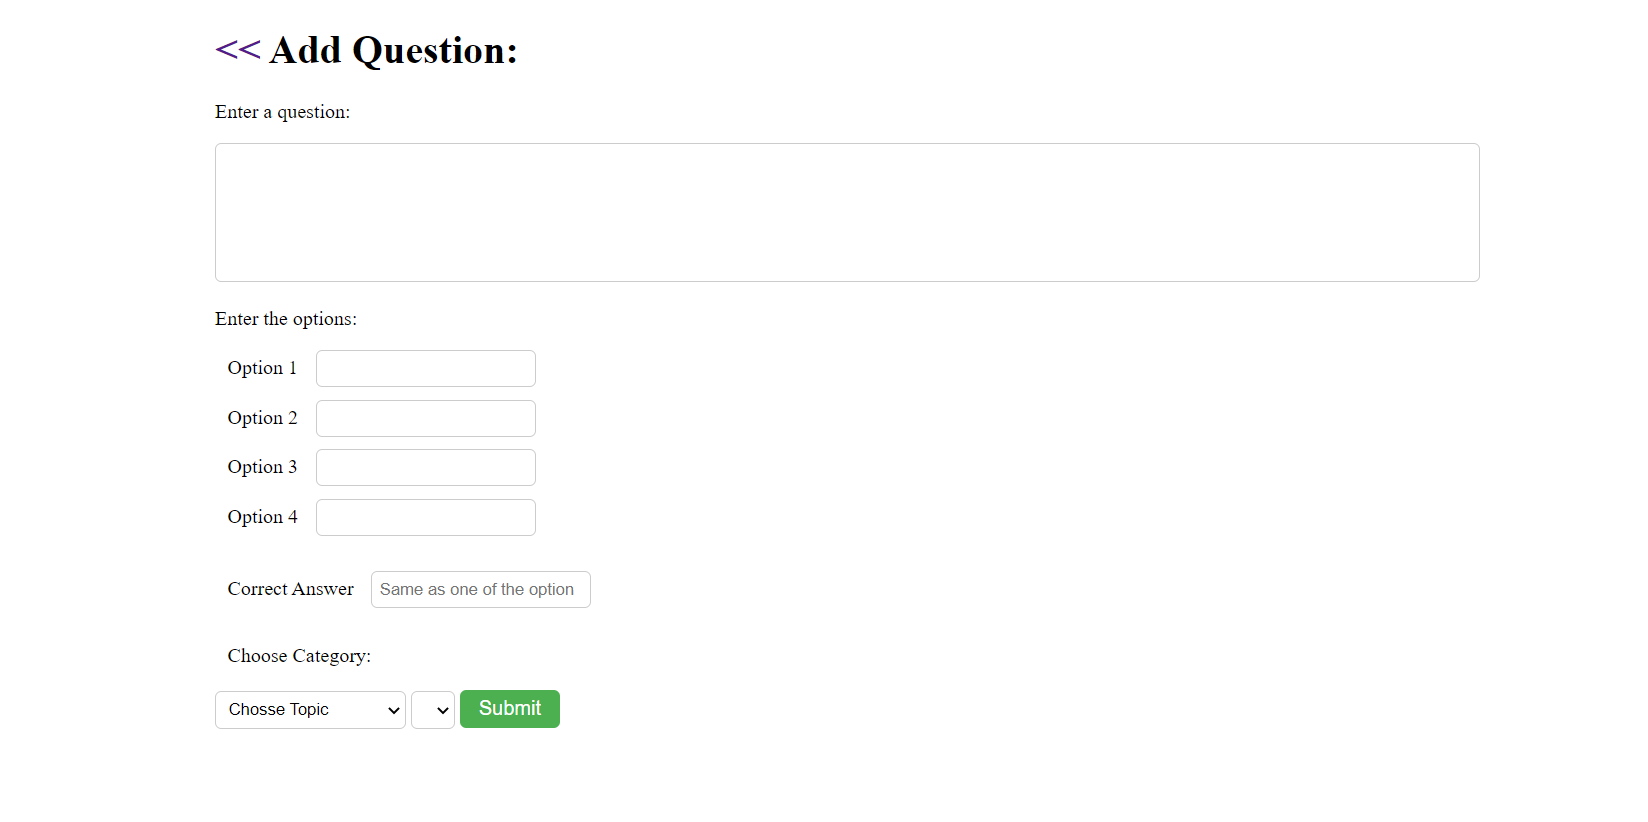 << Add Question:
Enter a question:
Enter the options:
Option 1
Option 2
Option 3
Option 4
Correct Answer Same as one of the option
Choose Category:
Chosse Topic Submit